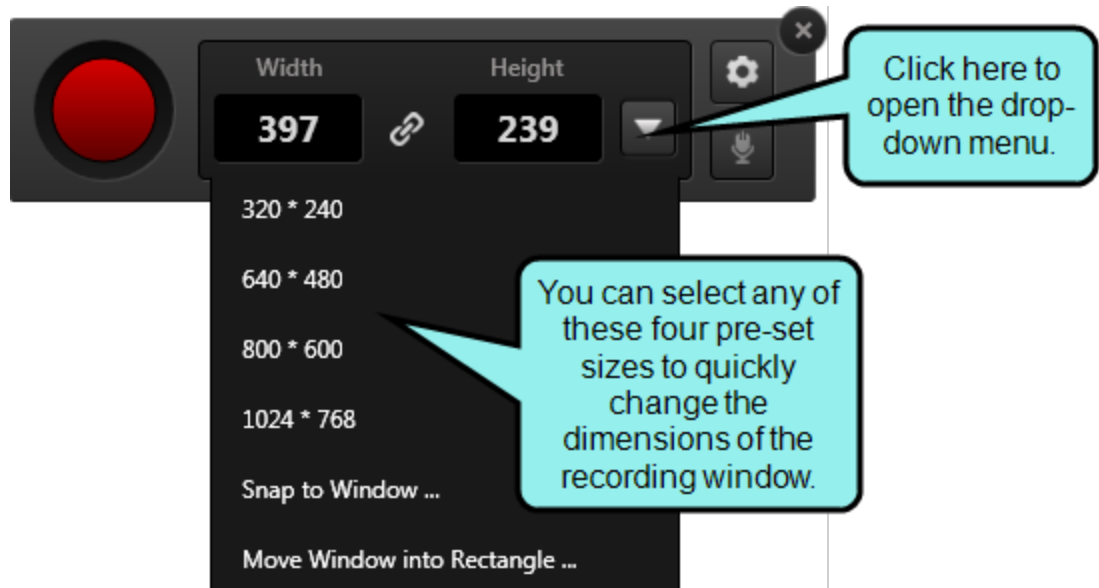 Width Height
397 239
Click here to
open the drop-
down menu.
320 * 240
640 * 480
800 * 600
1024 * 768
Snap to Window ...
Move Window into Rectangle ...
You can select any of
these four pre-set
sizes to quickly
change the
dimensions of the
recording window.